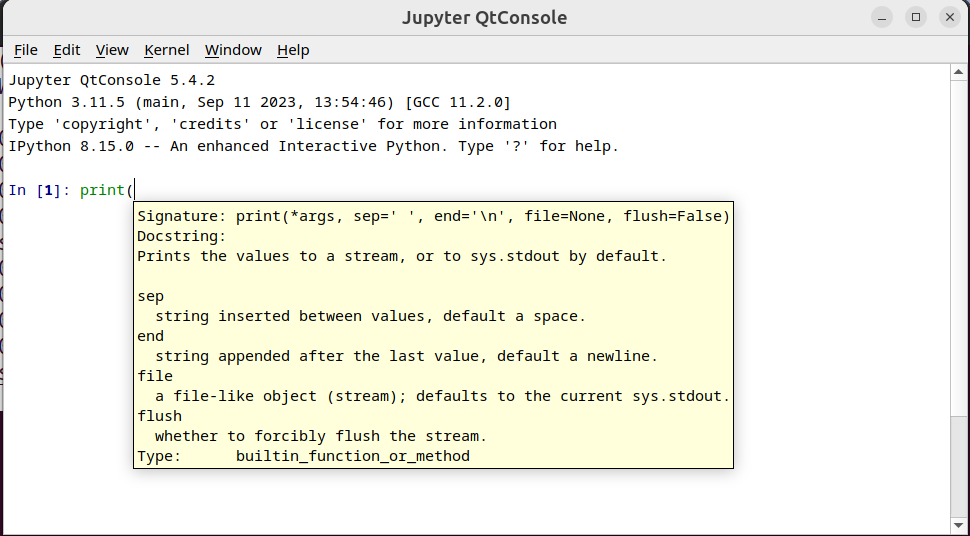 Jupyter QtConsole
File Edit View Kernel Window Help
Jupyter QtConsole 5.4.2
Python 3.11.5 (main, Sep 11 2023, 13:54:46) [GCC 11.2.0]
Type 'copyright', 'credits' or 'license' for more information
IPython 8.15.0 -- An enhanced Interactive Python. Type '?' for help.
In [1]: print(
Signature: print(*args, sep=' ', end='\n', file=None, flush=False)
Docstring:
Prints the values to a stream, or to sys.stdout by default.
sep
  string inserted between values, default a space.
end
  string appended after the last value, default a newline.
file
  a file-like object (stream); defaults to the current sys.stdout.
flush
  whether to forcibly flush the stream.
Type:      builtin_function_or_method